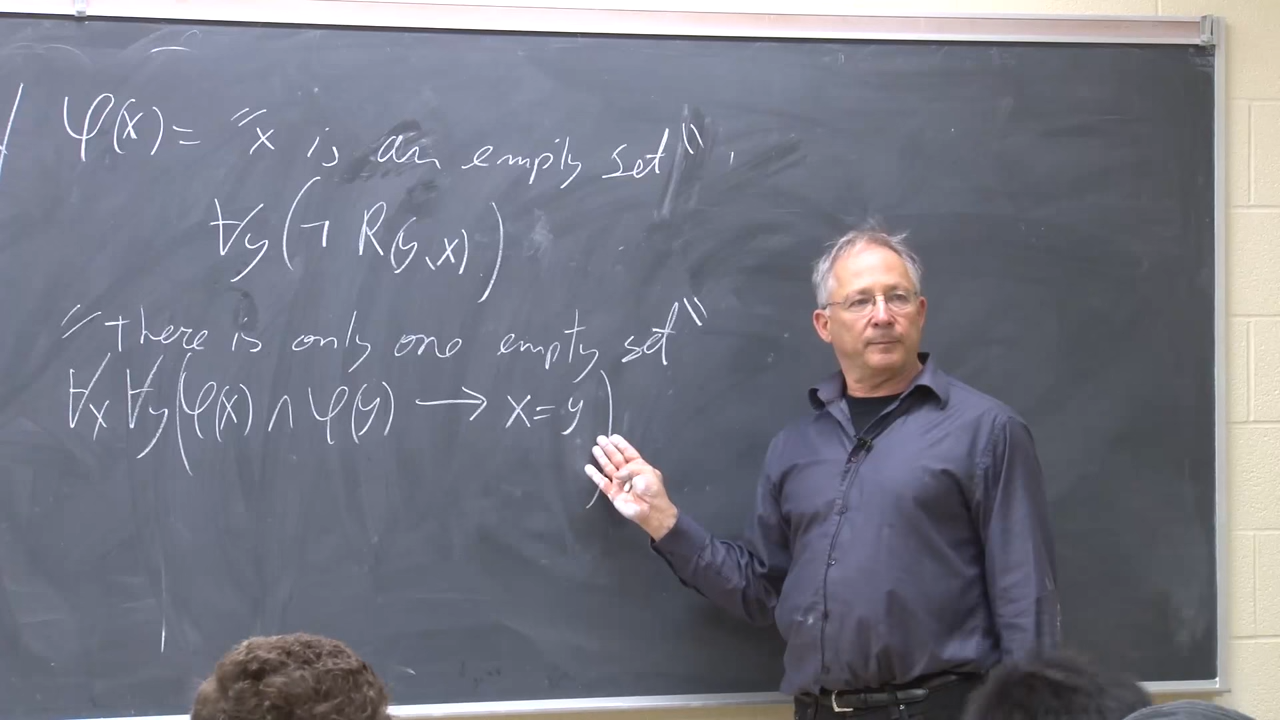 φ(x) = "x is an empty set".
∀y(¬ R(y,x))
"there is only one empty set"
∀x ∀y(φ(x) ∧ φ(y) → x=y)